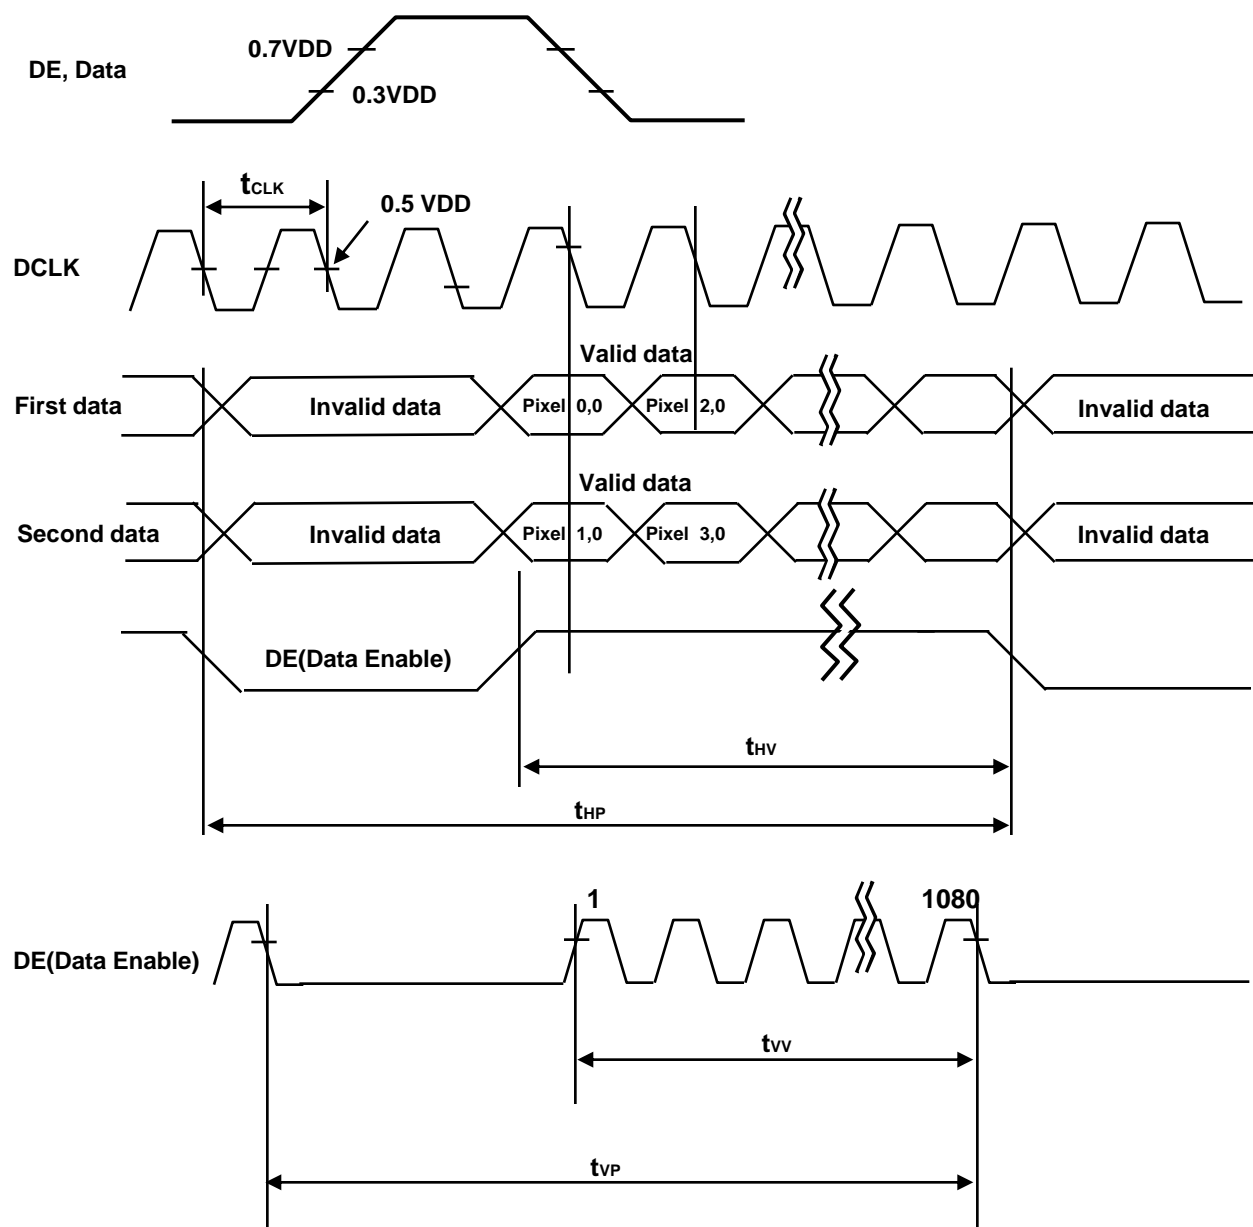 0.7VDD
DE, Data
0.3VDD
tCLK
0.5 VDD
DCLK
Valid data
First data
Invalid data
Pixel 0,0
Pixel 2,0
Invalid data
Valid data
Second data
Invalid data
Pixel 1,0
Pixel 3,0
Invalid data
DE(Data Enable)
tHV
tHP
1
1080
DE(Data Enable)
tVV
tVP